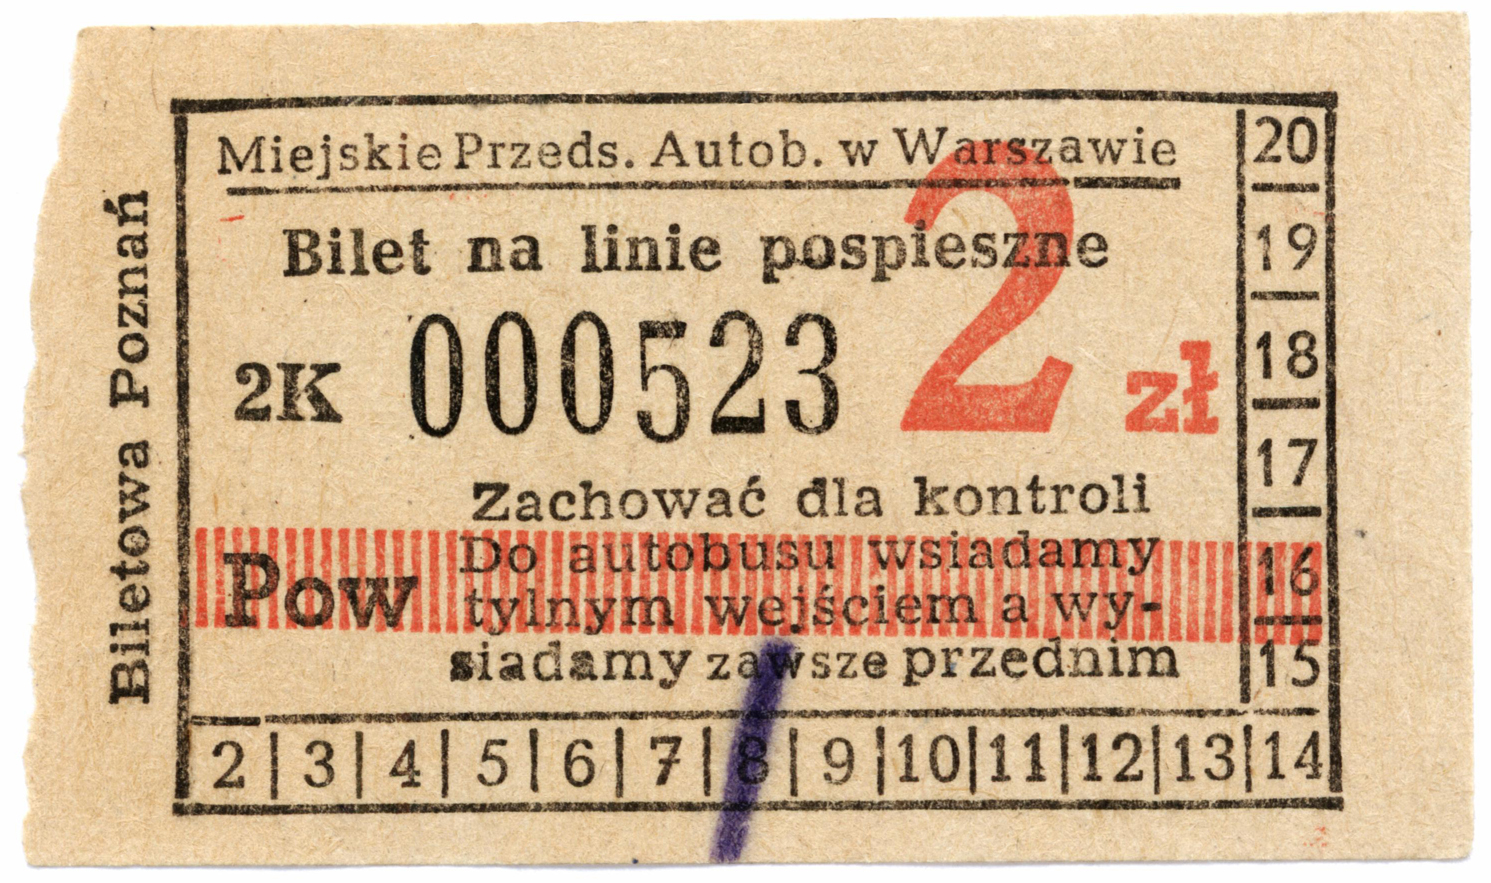 Miejskie Przeds. Autob. w Warszawie
Bilet na linie pospieszne
2K 000523 2 zł
Zachować dla kontroli
Pow
Do autobusu wsiadamy
tylnym wejściem a wy-
siadamy zawsze przednim
20
19
18
17
16
15
2 | 3 | 4 | 5 | 6 | 7 | 8 | 9 | 10 | 11 | 12 | 13 | 14
Biletowa Poznań